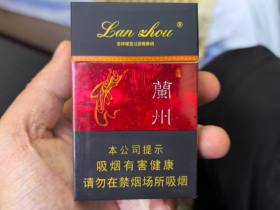 Lan zhou ®
蘭
州
本公司提示
吸烟有害健康
请勿在禁烟场所吸烟